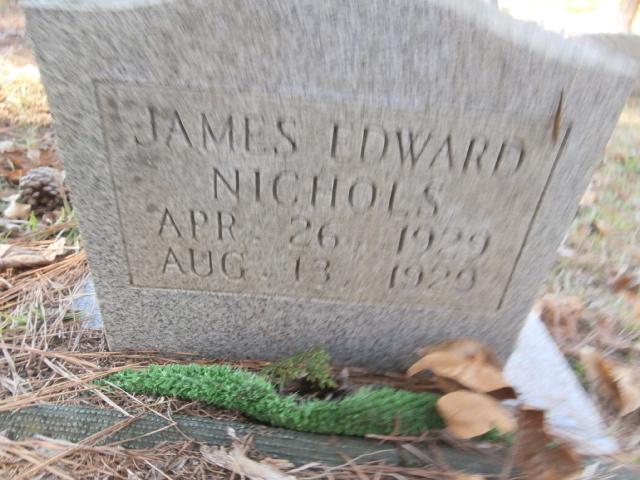 JAMES EDWARD
NICHOLS
APR. 26, 1929
AUG. 13, 1929